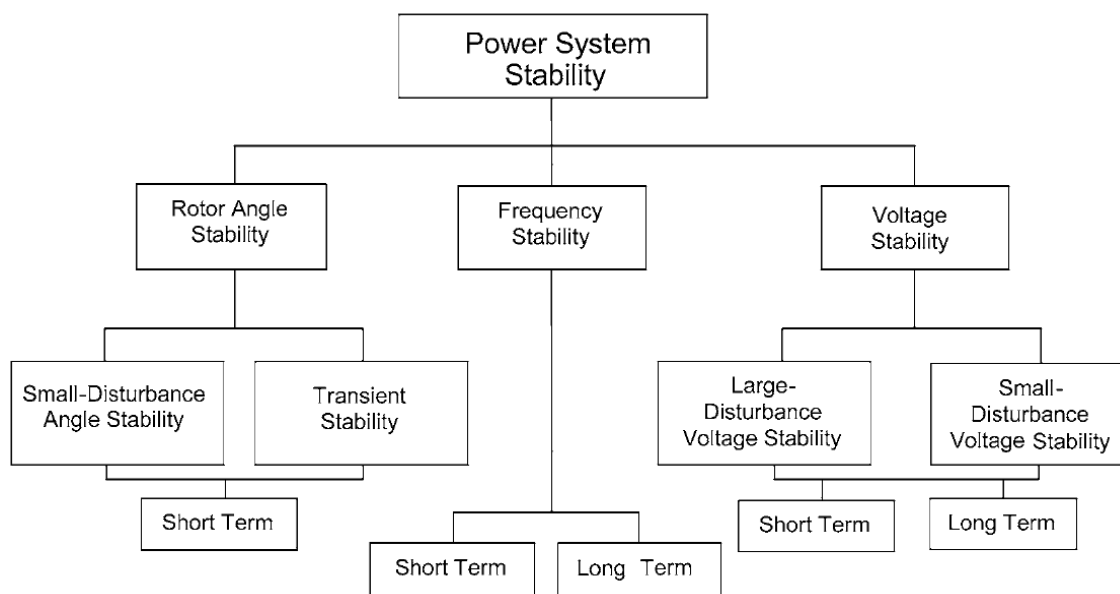 Power System
Stability
Rotor Angle
Stability
Frequency
Stability
Voltage
Stability
Small-Disturbance
Angle Stability
Transient
Stability
Large-
Disturbance
Voltage Stability
Small-
Disturbance
Voltage Stability
Short Term
Short Term
Long Term
Short Term
Long Term